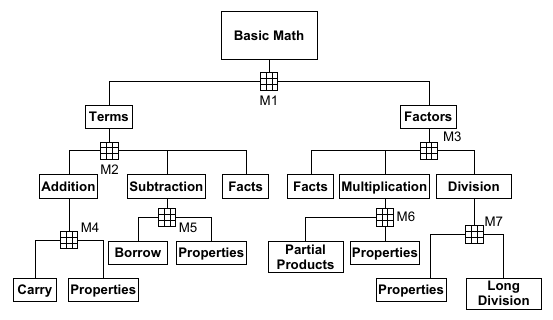 Basic Math
M1
Terms
Factors
M2
M3
Addition
Subtraction
Facts
Facts
Multiplication
Division
M4
M5
M6
M7
Borrow
Properties
Partial
Products
Properties
Carry
Properties
Properties
Long
Division